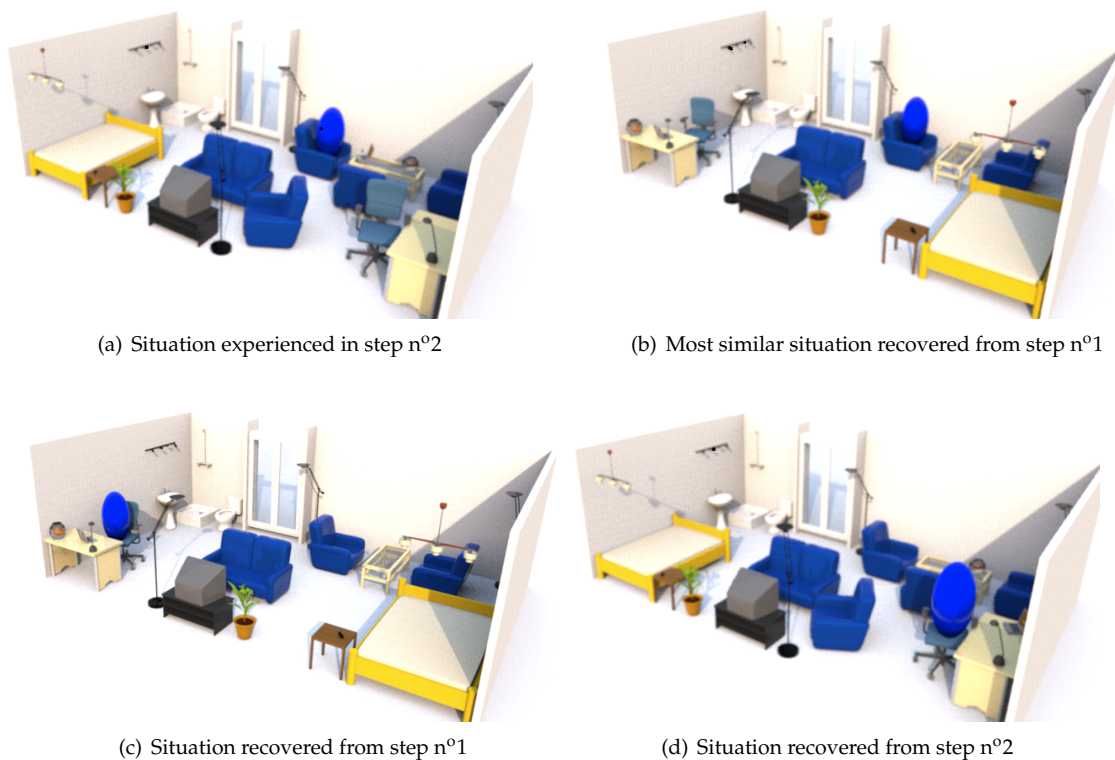 (a) Situation experienced in step nº2
(b) Most similar situation recovered from step nº1
(c) Situation recovered from step nº1
(d) Situation recovered from step nº2